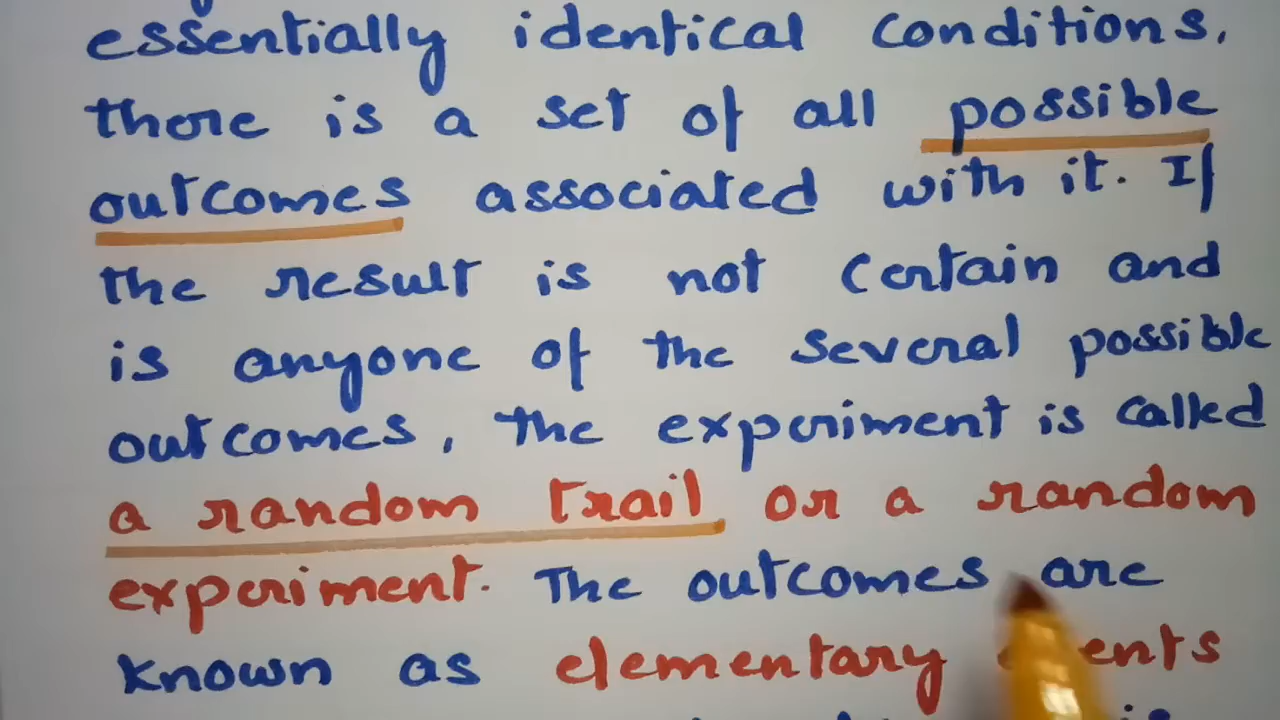 essentially identical conditions,
there is a set of all possible
outcomes associated with it. If
the result is not certain and
is anyone of the several possible
outcomes, the experiment is called
a random trail or a random
experiment. The outcomes are
known as elementary
is